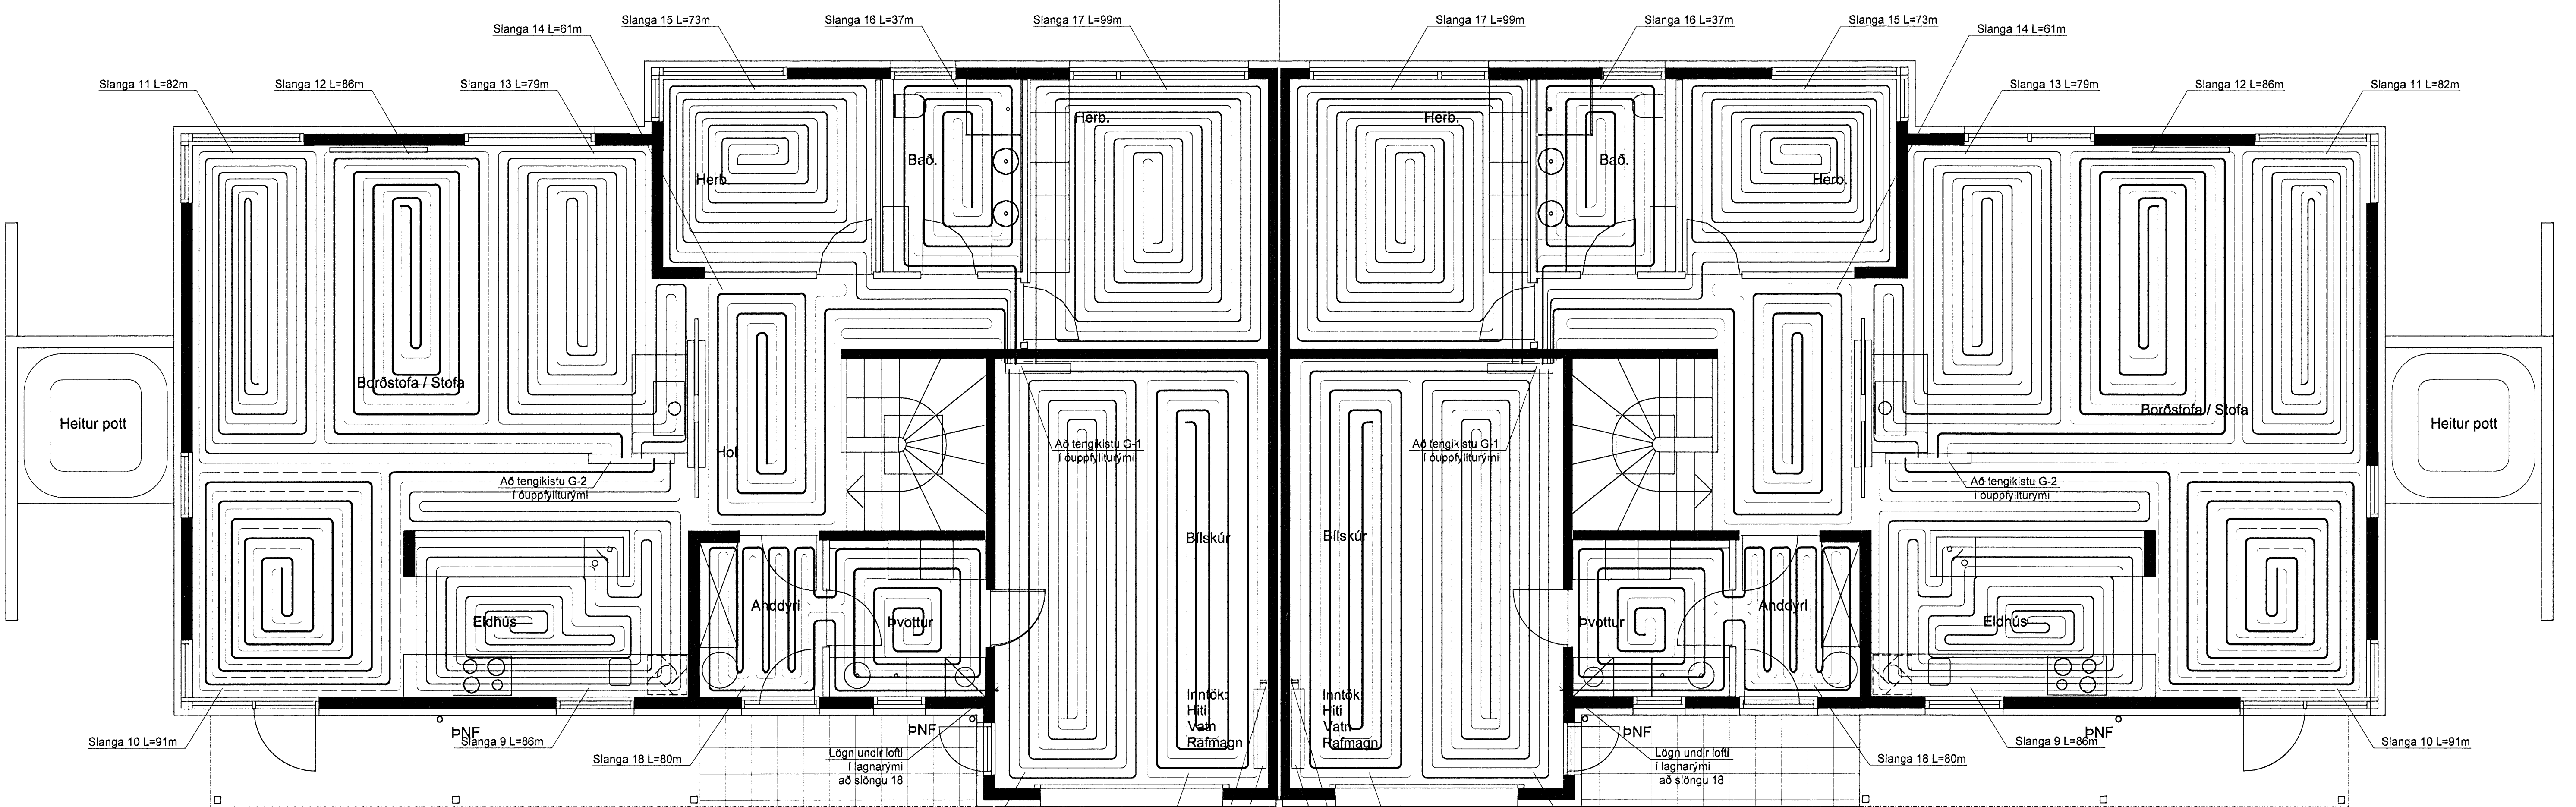 Slanga 15 L=73m
Slanga 16 L=37m
Slanga 17 L=99m
Slanga 17 L=99m
Slanga 16 L=37m
Slanga 15 L=73m
Slanga 14 L=61m
Slanga 14 L=61m
Slanga 11 L=82m
Slanga 12 L=86m
Slanga 13 L=79m
Slanga 13 L=79m
Slanga 12 L=86m
Slanga 11 L=82m
Herb.
Herb.
Bað.
Bað.
Herb.
Herb.
Borðstofa / Stofa
Borðstofa / Stofa
Heitur pott
Heitur pott
Hol
Að tengikistu G-1
í óuppfyllturými
Að tengikistu G-1
í óuppfyllturými
Að tengikistu G-2
í óuppfyllturými
Að tengikistu G-2
í óuppfyllturými
Bílskúr
Bílskúr
Anddyri
Anddyri
Eldhús
Þvottur
Þvottur
Eldhús
Inntök:
Hiti
Vatn
Rafmagn
Inntök:
Hiti
Vatn
Rafmagn
ÞNF
ÞNF
ÞNF
ÞNF
Slanga 10 L=91m
Slanga 9 L=86m
Slanga 9 L=86m
Slanga 10 L=91m
Slanga 18 L=80m
Lögn undir lofti
í lagnarými
að slöngu 18
Lögn undir lofti
í lagnarými
að slöngu 18
Slanga 18 L=80m